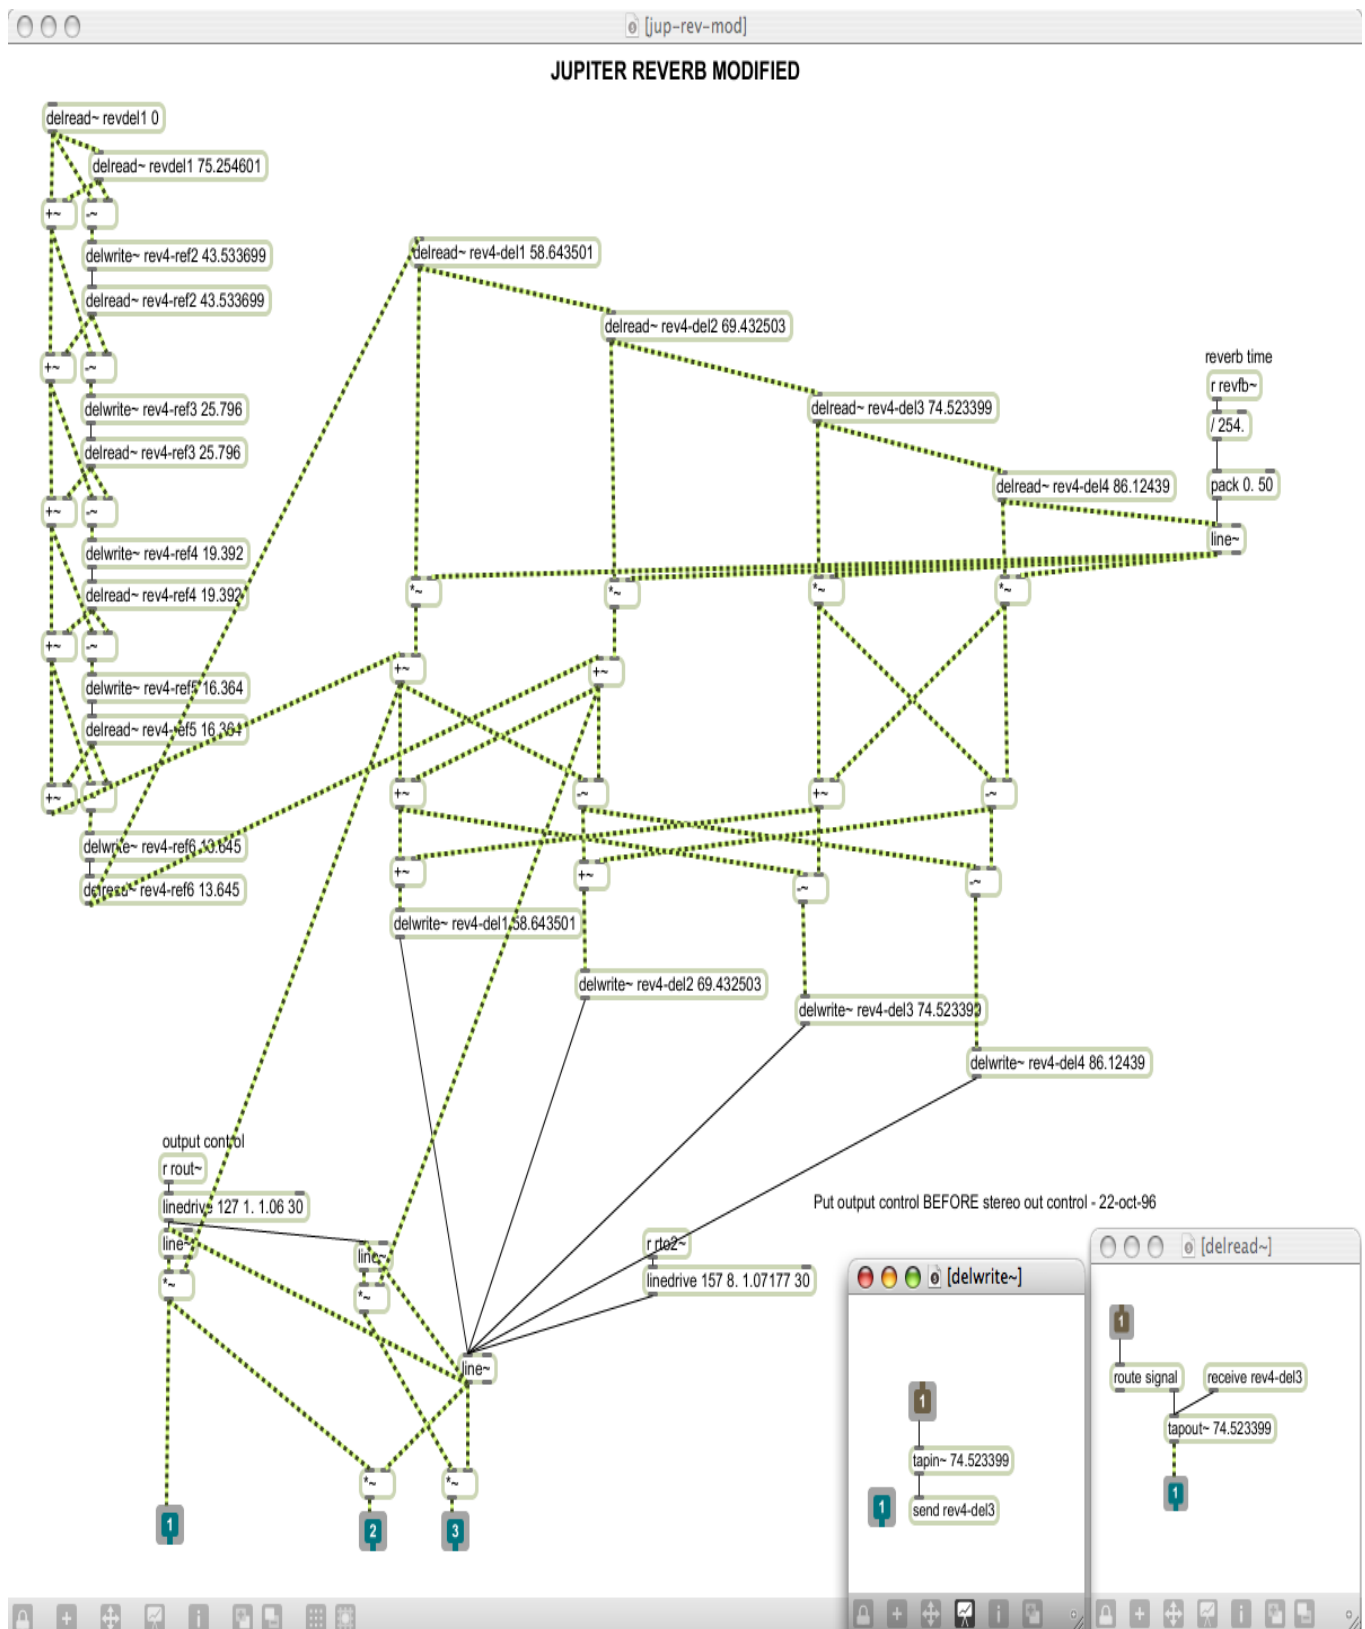 [jup-rev-mod]
JUPITER REVERB MODIFIED
delread~ revdel1 0
delread~ revdel1 75.254601
+~
-~
delwrite~ rev4-ref2 43.533699
delread~ rev4-ref2 43.533699
+~
-~
delwrite~ rev4-ref3 25.796
delread~ rev4-ref3 25.796
+~
-~
delwrite~ rev4-ref4 19.392
delread~ rev4-ref4 19.392
+~
-~
delwrite~ rev4-ref5 16.364
delread~ rev4-ref5 16.364
+~
delwrite~ rev4-ref6 13.645
delread~ rev4-ref6 13.645
delread~ rev4-del1 58.643501
delread~ rev4-del2 69.432503
delread~ rev4-del3 74.523399
delread~ rev4-del4 86.12439
reverb time
r revfb~
/ 254.
pack 0. 50
line~
*~
*~
*~
*~
+~
+~
+~
-~
+~
-~
+~
+~
-~
-~
delwrite~ rev4-del1 58.643501
delwrite~ rev4-del2 69.432503
delwrite~ rev4-del3 74.523399
delwrite~ rev4-del4 86.12439
output control
r rout~
linedrive 127 1. 1.06 30
line~
line~
*~
*~
r rto2~
linedrive 157 8. 1.07177 30
line~
*~
*~
1
2
3
Put output control BEFORE stereo out control - 22-oct-96
[delwrite~]
1
tapin~ 74.523399
1
send rev4-del3
[delread~]
1
route signal
receive rev4-del3
tapout~ 74.523399
1